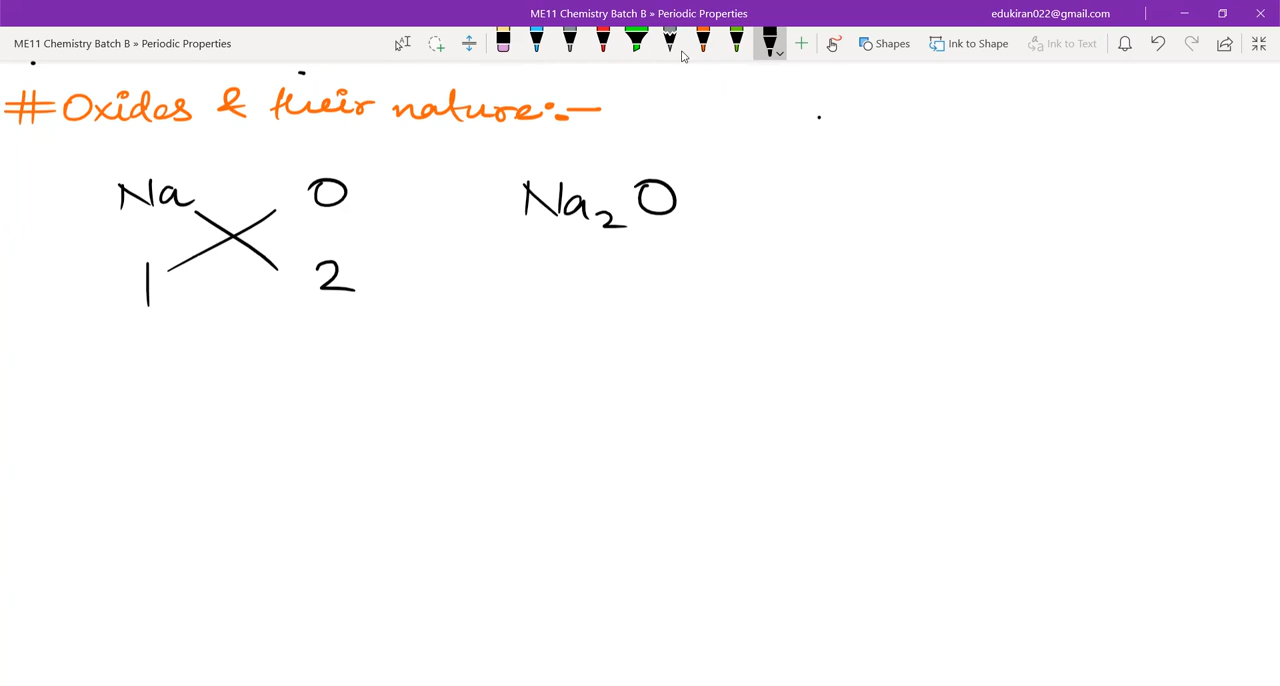 ME11 Chemistry Batch B » Periodic Properties
edukiran022@gmail.com
ME11 Chemistry Batch B » Periodic Properties
Shapes
Ink to Shape
Ink to Text
#Oxides & their nature:-
Na O
1 2
Na₂O